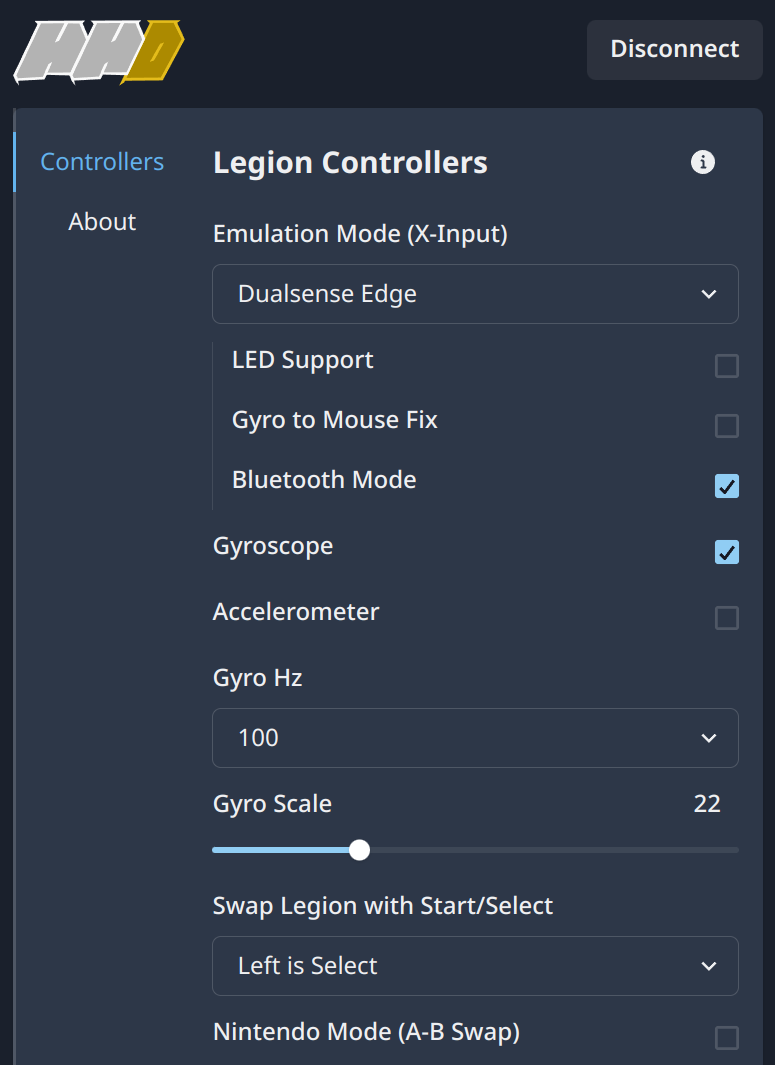 HHD
Disconnect
Controllers
About
Legion Controllers
Emulation Mode (X-Input)
Dualsense Edge
LED Support
Gyro to Mouse Fix
Bluetooth Mode
Gyroscope
Accelerometer
Gyro Hz
100
Gyro Scale
22
Swap Legion with Start/Select
Left is Select
Nintendo Mode (A-B Swap)